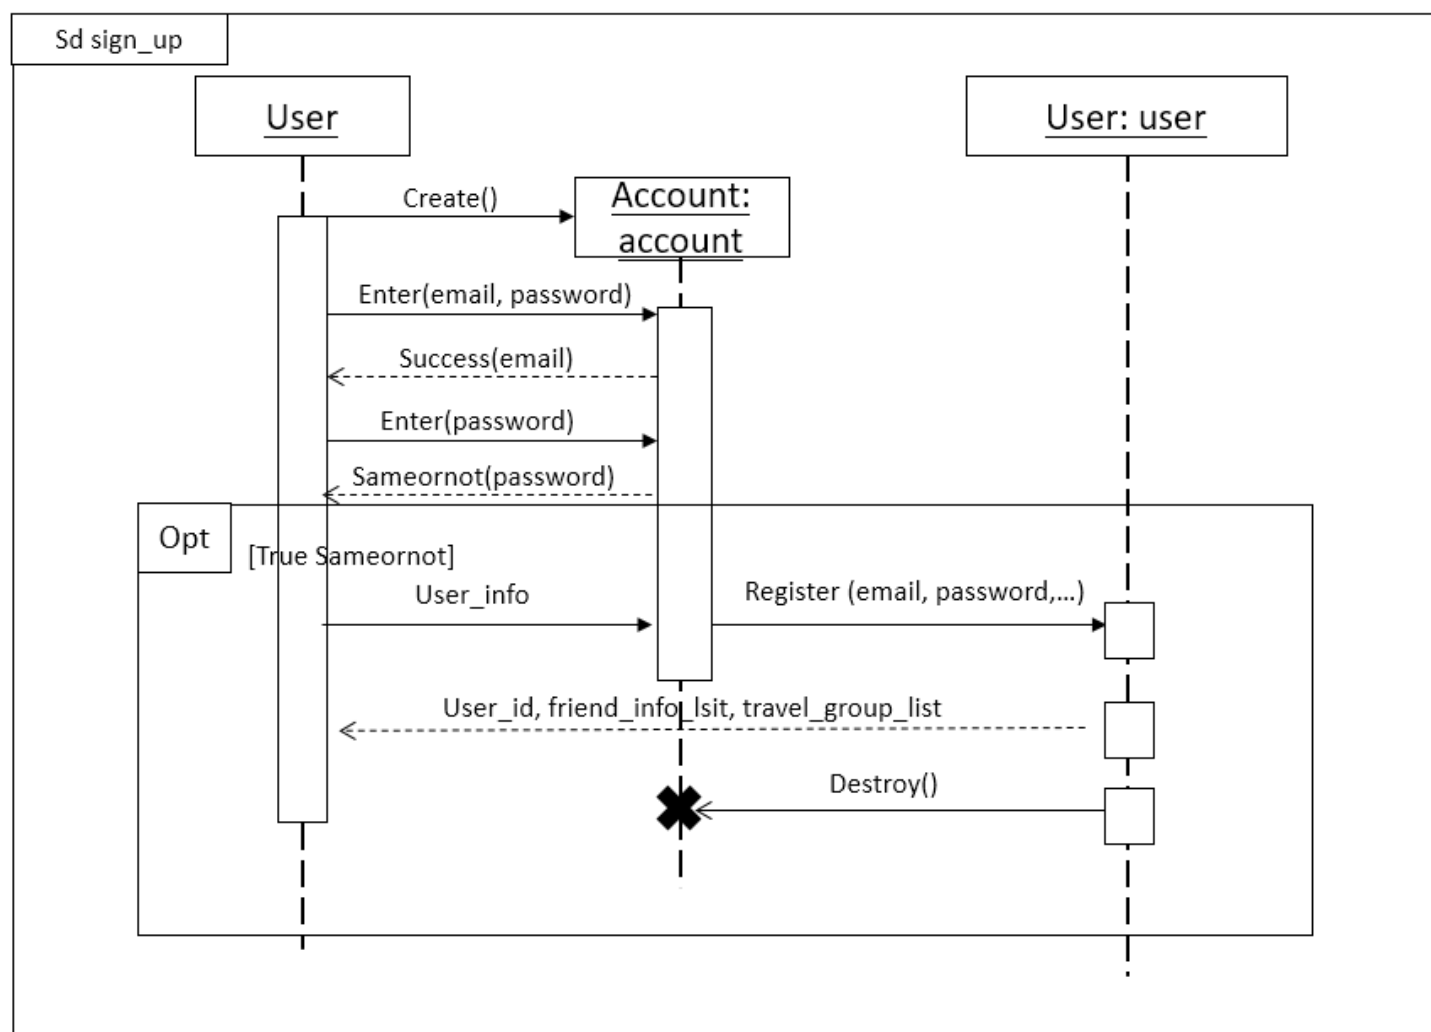 Sd sign_up
User
User: user
Create()
Account:
account
Enter(email, password)
Success(email)
Enter(password)
Sameornot(password)
Opt
[True Sameornot]
User_info
Register (email, password,...)
User_id, friend_info_lsit, travel_group_list
Destroy()